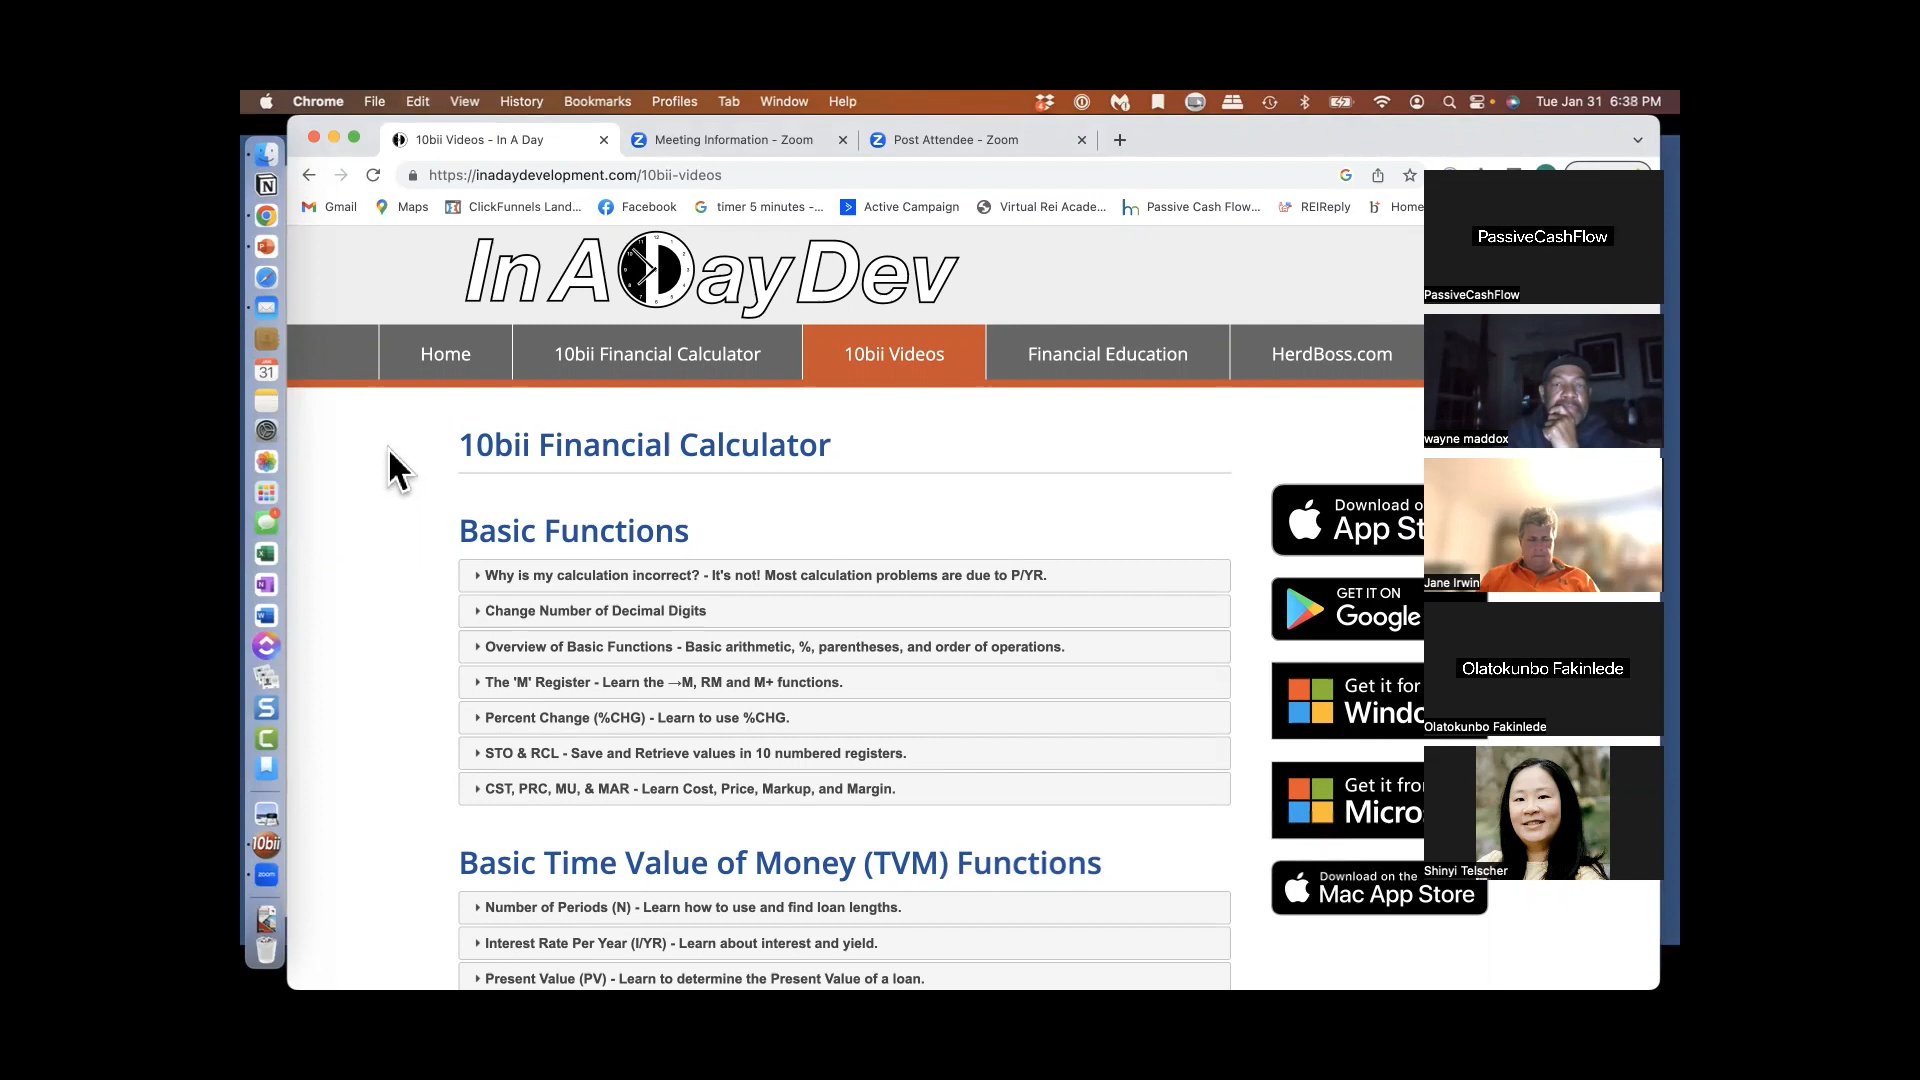 Chrome File Edit View History Bookmarks Profiles Tab Window Help Tue Jan 31 6:38 PM
10bii Videos - In A Day
Meeting Information - Zoom
Post Attendee - Zoom
https://inadaydevelopment.com/10bii-videos
Gmail Maps ClickFunnels Land... Facebook timer 5 minutes -... Active Campaign Virtual Rei Acade... Passive Cash Flow... REIReply Home
In A Day Dev
Home 10bii Financial Calculator 10bii Videos Financial Education HerdBoss.com
10bii Financial Calculator
Basic Functions
Why is my calculation incorrect? - It's not! Most calculation problems are due to P/YR.
Change Number of Decimal Digits
Overview of Basic Functions - Basic arithmetic, %, parentheses, and order of operations.
The 'M' Register - Learn the →M, RM and M+ functions.
Percent Change (%CHG) - Learn to use %CHG.
STO & RCL - Save and Retrieve values in 10 numbered registers.
CST, PRC, MU, & MAR - Learn Cost, Price, Markup, and Margin.
Basic Time Value of Money (TVM) Functions
Number of Periods (N) - Learn how to use and find loan lengths.
Interest Rate Per Year (I/YR) - Learn about interest and yield.
Present Value (PV) - Learn to determine the Present Value of a loan.
Download o
App St
GET IT ON
Google
Get it for
Windo
Get it fro
Micro
Download on the
Mac App Store
PassiveCashFlow
PassiveCashFlow
wayne maddox
Jane Irwin
Olatokunbo Fakinlede
Olatokunbo Fakinlede
Shinyi Telscher
31
10bii
zoom